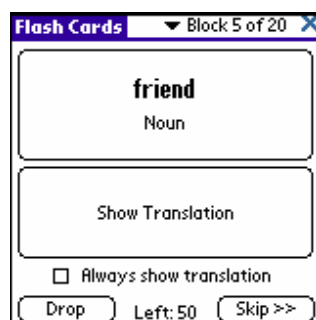 Flash Cards Block 5 of 20
friend
Noun
Show Translation
Always show translation
Drop Left: 50 Skip >>